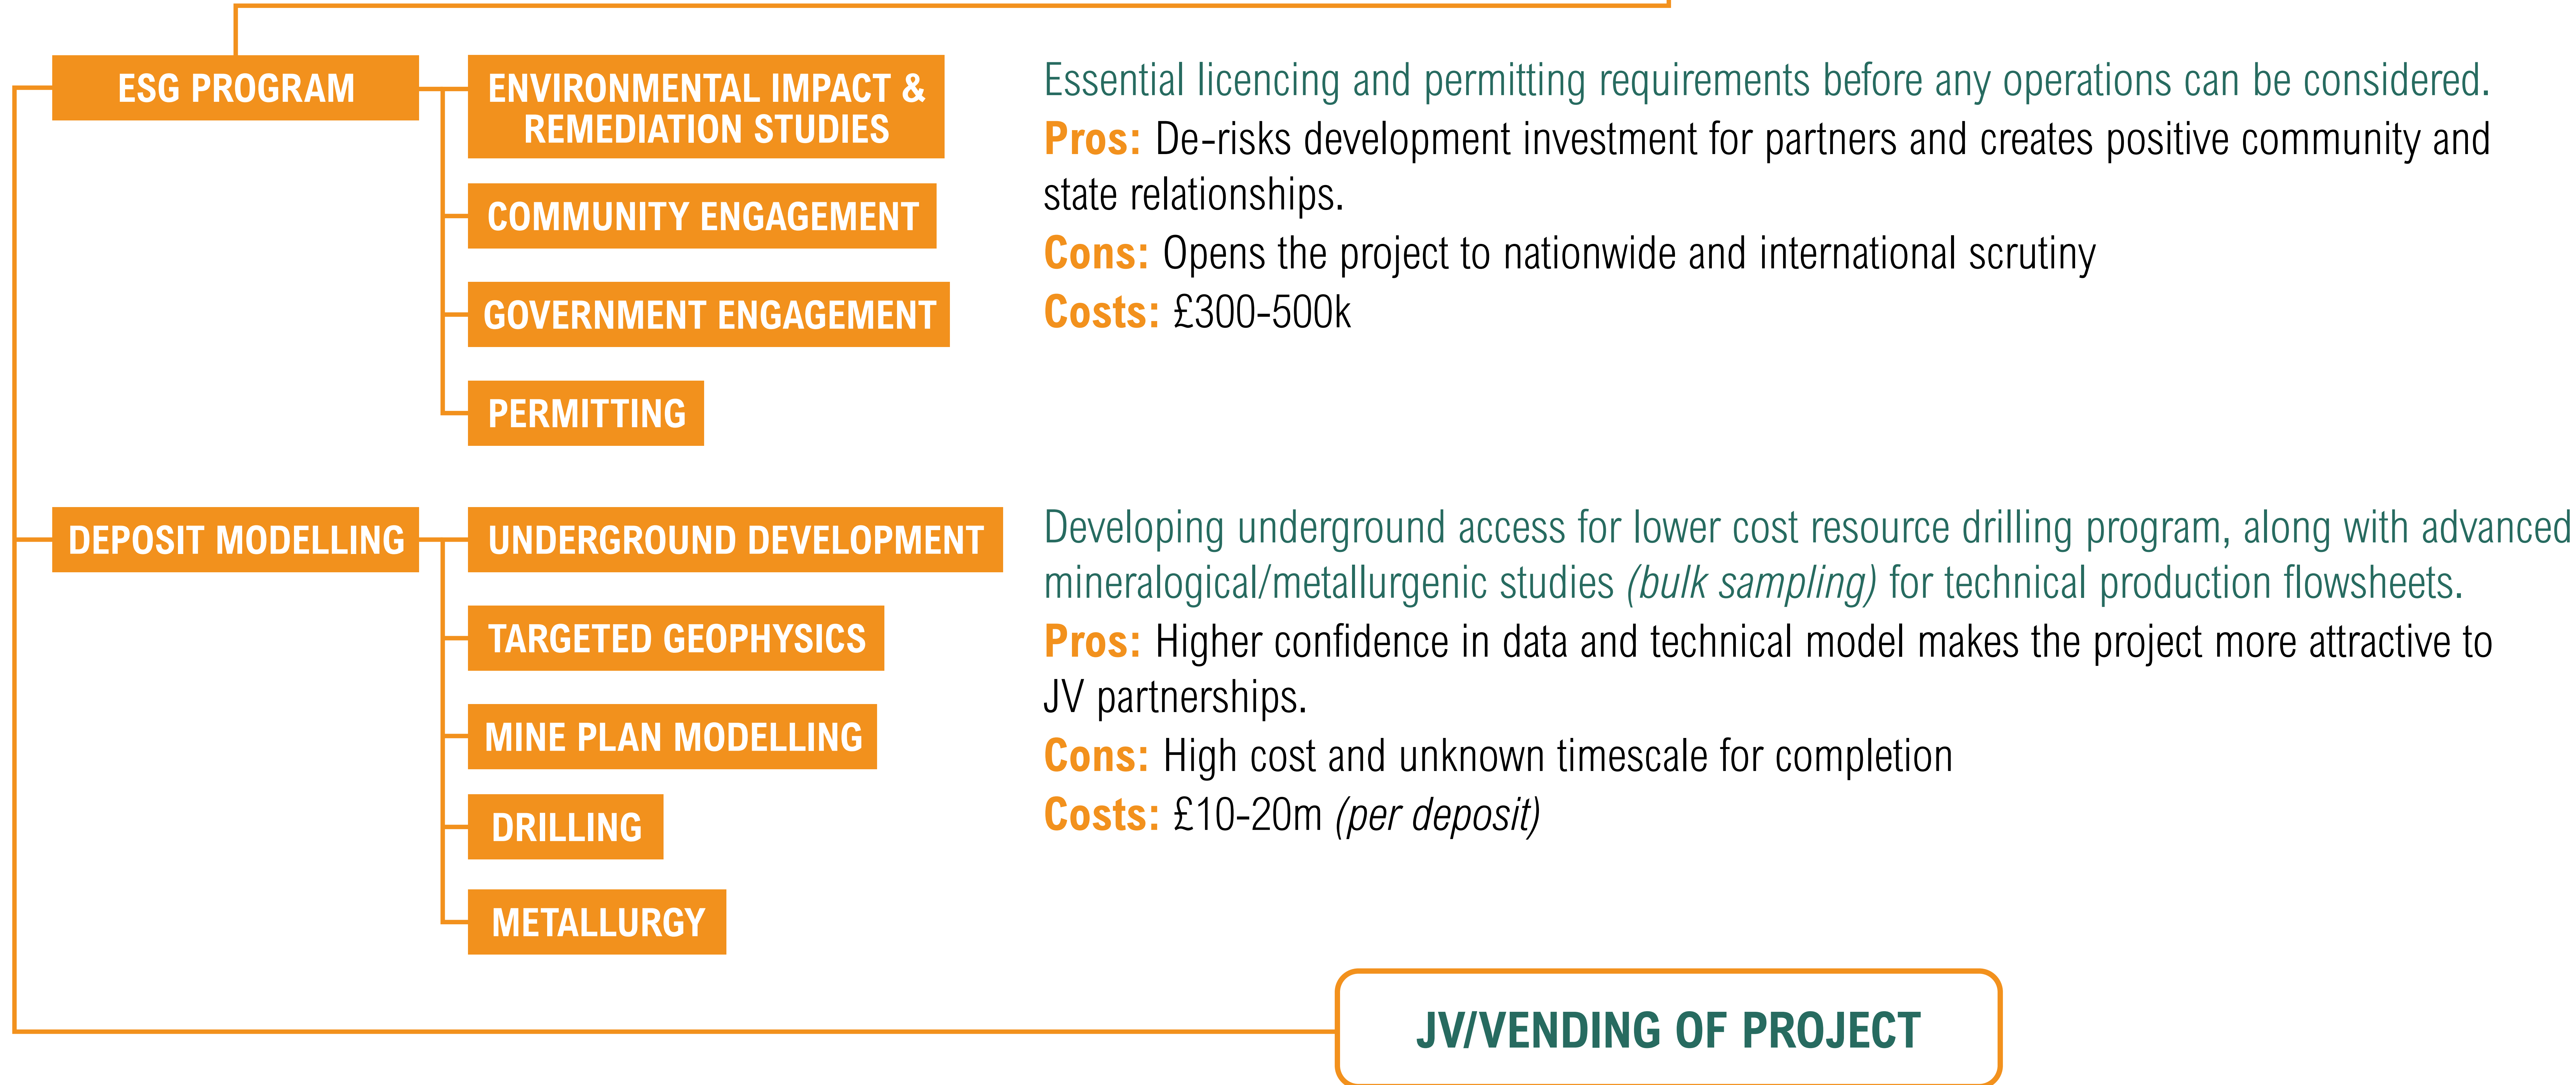 ESG PROGRAM
ENVIRONMENTAL IMPACT &
REMEDIATION STUDIES
COMMUNITY ENGAGEMENT
GOVERNMENT ENGAGEMENT
PERMITTING
Essential licencing and permitting requirements before any operations can be considered.
Pros: De-risks development investment for partners and creates positive community and
state relationships.
Cons: Opens the project to nationwide and international scrutiny
Costs: £300-500k
DEPOSIT MODELLING
UNDERGROUND DEVELOPMENT
TARGETED GEOPHYSICS
MINE PLAN MODELLING
DRILLING
METALLURGY
Developing underground access for lower cost resource drilling program, along with advanced
mineralogical/metallurgenic studies (bulk sampling) for technical production flowsheets.
Pros: Higher confidence in data and technical model makes the project more attractive to
JV partnerships.
Cons: High cost and unknown timescale for completion
Costs: £10-20m (per deposit)
JV/VENDING OF PROJECT